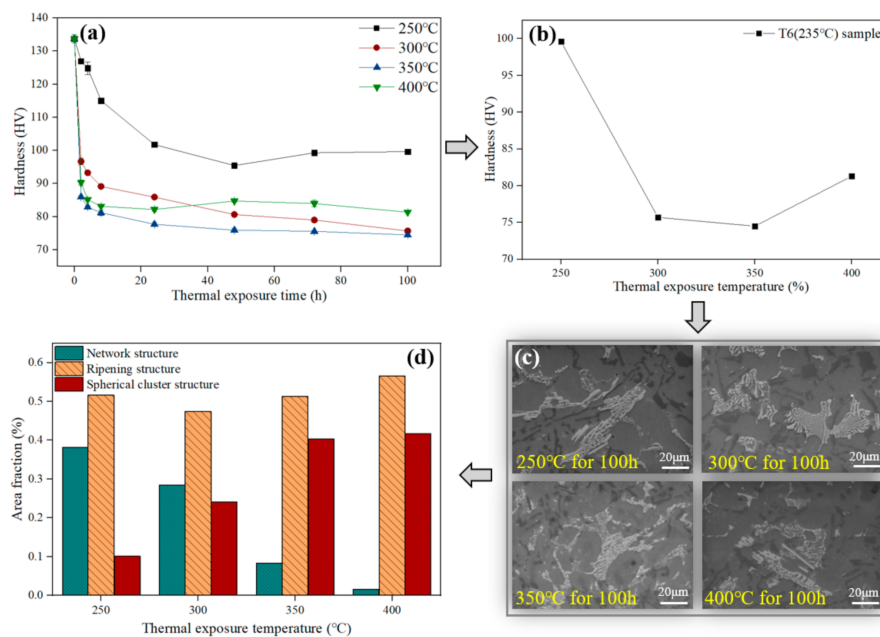 (a)
250℃
300℃
350℃
400℃
Hardness (HV)
140
130
120
110
100
90
80
70
0
20
40
60
80
100
Thermal exposure time (h)
(b)
T6(235℃) sample
Hardness (HV)
100
95
90
85
80
75
70
250
300
350
400
Thermal exposure temperature (%)
(c)
250℃ for 100h
20μm
300℃ for 100h
20μm
350℃ for 100h
20μm
400℃ for 100h
20μm
(d)
Network structure
Ripening structure
Spherical cluster structure
Area fraction (%)
0.6
0.5
0.4
0.3
0.2
0.1
0.0
250
300
350
400
Thermal exposure temperature (℃)